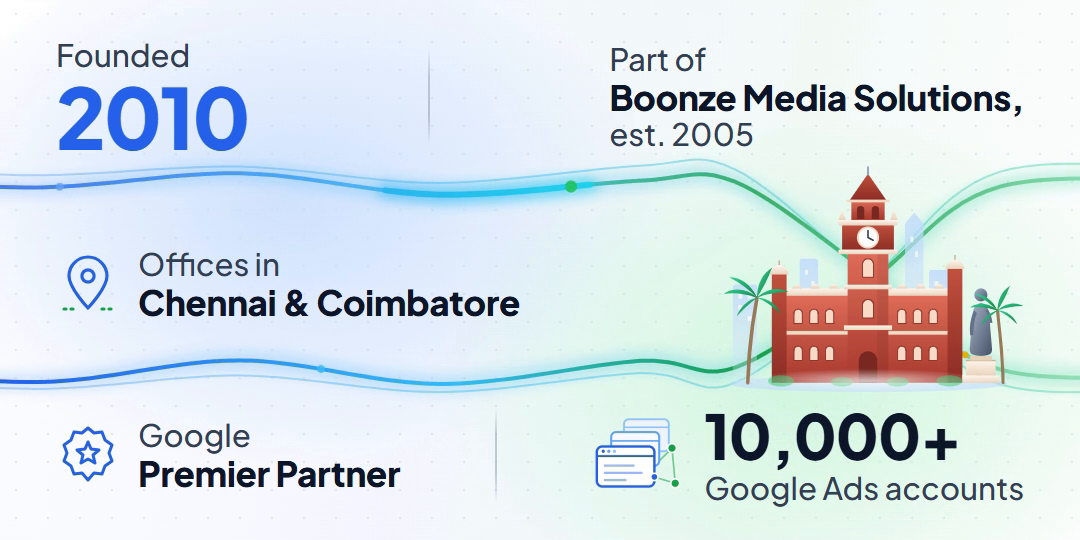 Founded
2010
Part of
Boonze Media Solutions,
est. 2005
Offices in
Chennai & Coimbatore
Google
Premier Partner
10,000+
Google Ads accounts